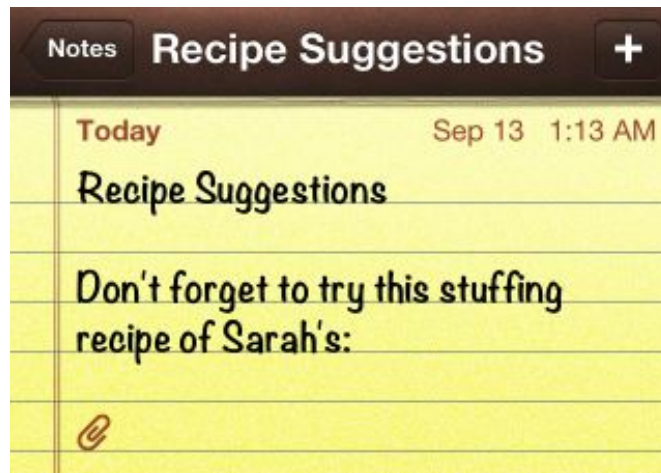 Notes Recipe Suggestions +
Today Sep 13 1:13 AM
Recipe Suggestions
Don't forget to try this stuffing
recipe of Sarah's: